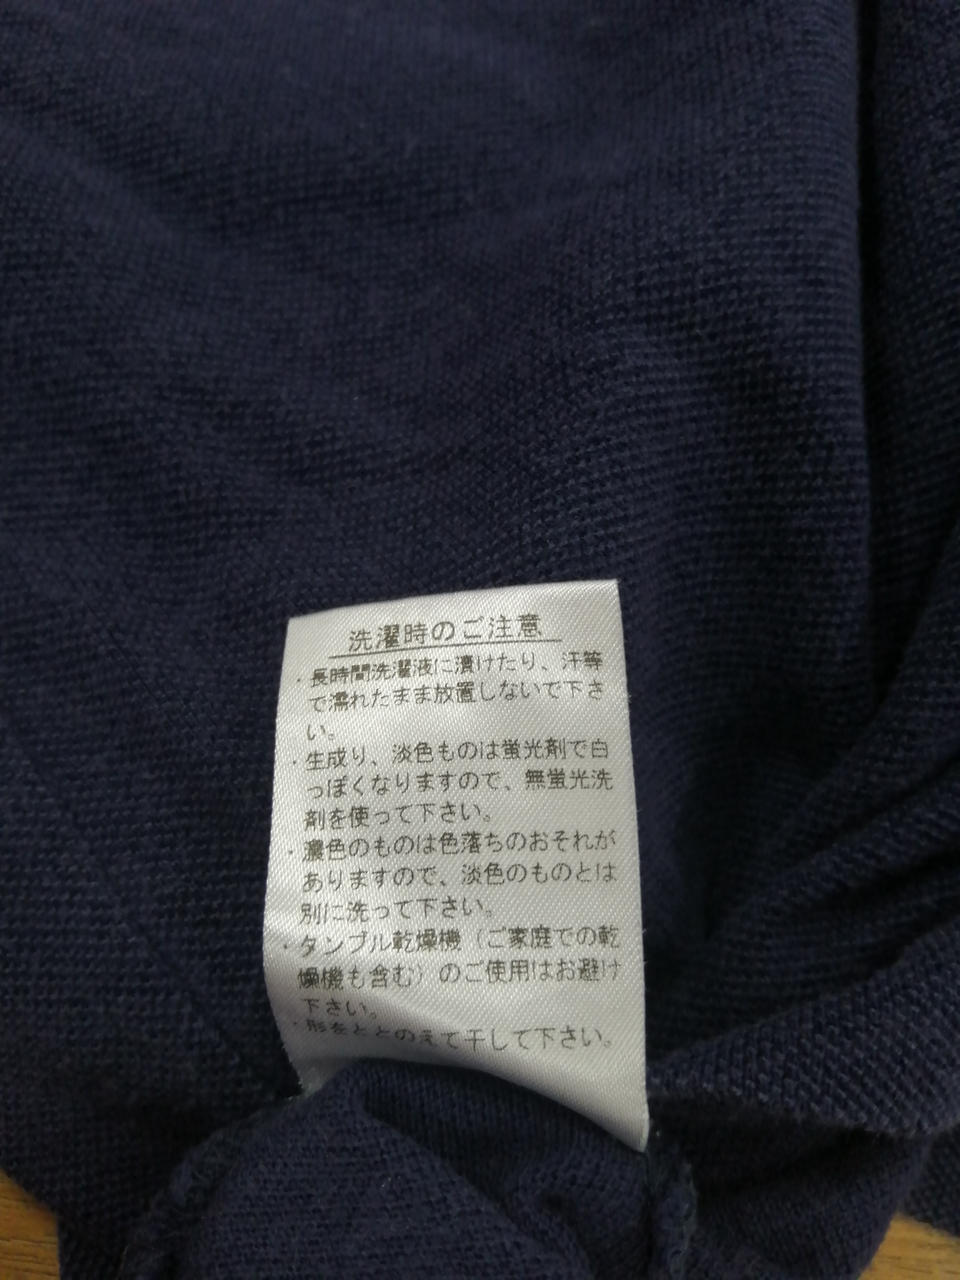 洗濯時のご注意
・長時間洗濯液に漬けたり、汗等
で濡れたまま放置しないで下さ
い。
・生成り、淡色ものは蛍光剤で白
っぽくなりますので、無蛍光洗
剤を使って下さい。
・濃色のものは色落ちのおそれが
ありますので、淡色のものとは
別に洗って下さい。
・タンブル乾燥機（ご家庭での乾
燥機も含む）のご使用はお避け
下さい。
・形をととのえて干して下さい。